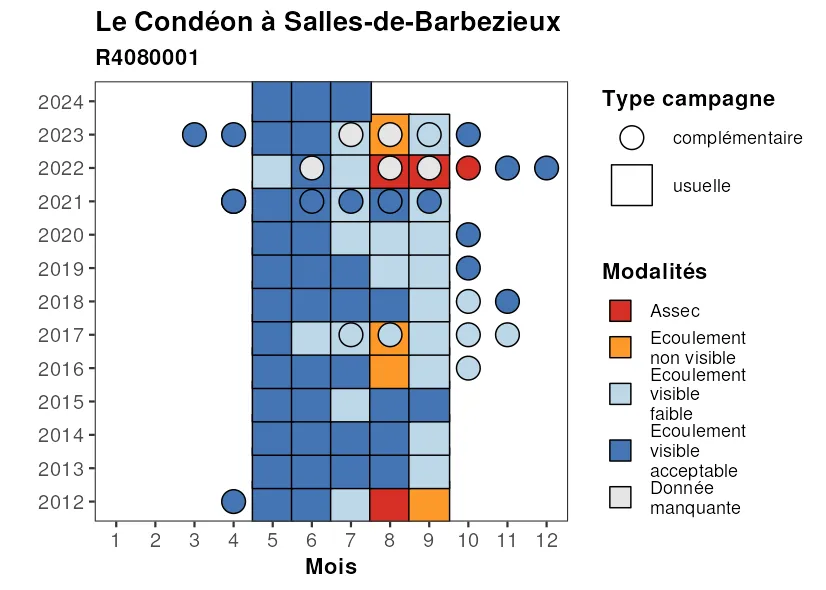 Le Condéon à Salles-de-Barbezieux
R4080001
2024
2023
2022
2021
2020
2019
2018
2017
2016
2015
2014
2013
2012
1 2 3 4 5 6 7 8 9 10 11 12
Mois
Type campagne
complémentaire
usuelle
Modalités
Assec
Ecoulement
non visible
Ecoulement
visible
faible
Ecoulement
visible
acceptable
Donnée
manquante